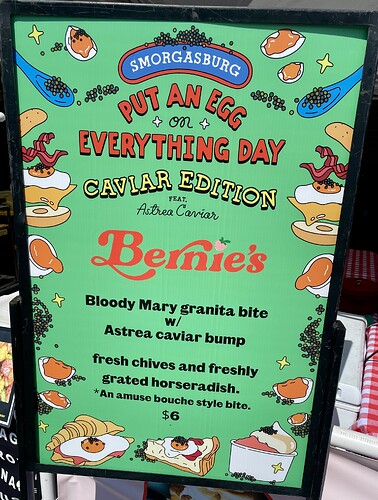 SMORGASBURG
PUT AN EGG
on
EVERYTHING DAY
CAVIAR EDITION
FEAT.
Astrea Caviar
Bernie's
Bloody Mary granita bite
w/
Astrea caviar bump
fresh chives and freshly
grated horseradish.
*An amuse bouche style bite.
$6